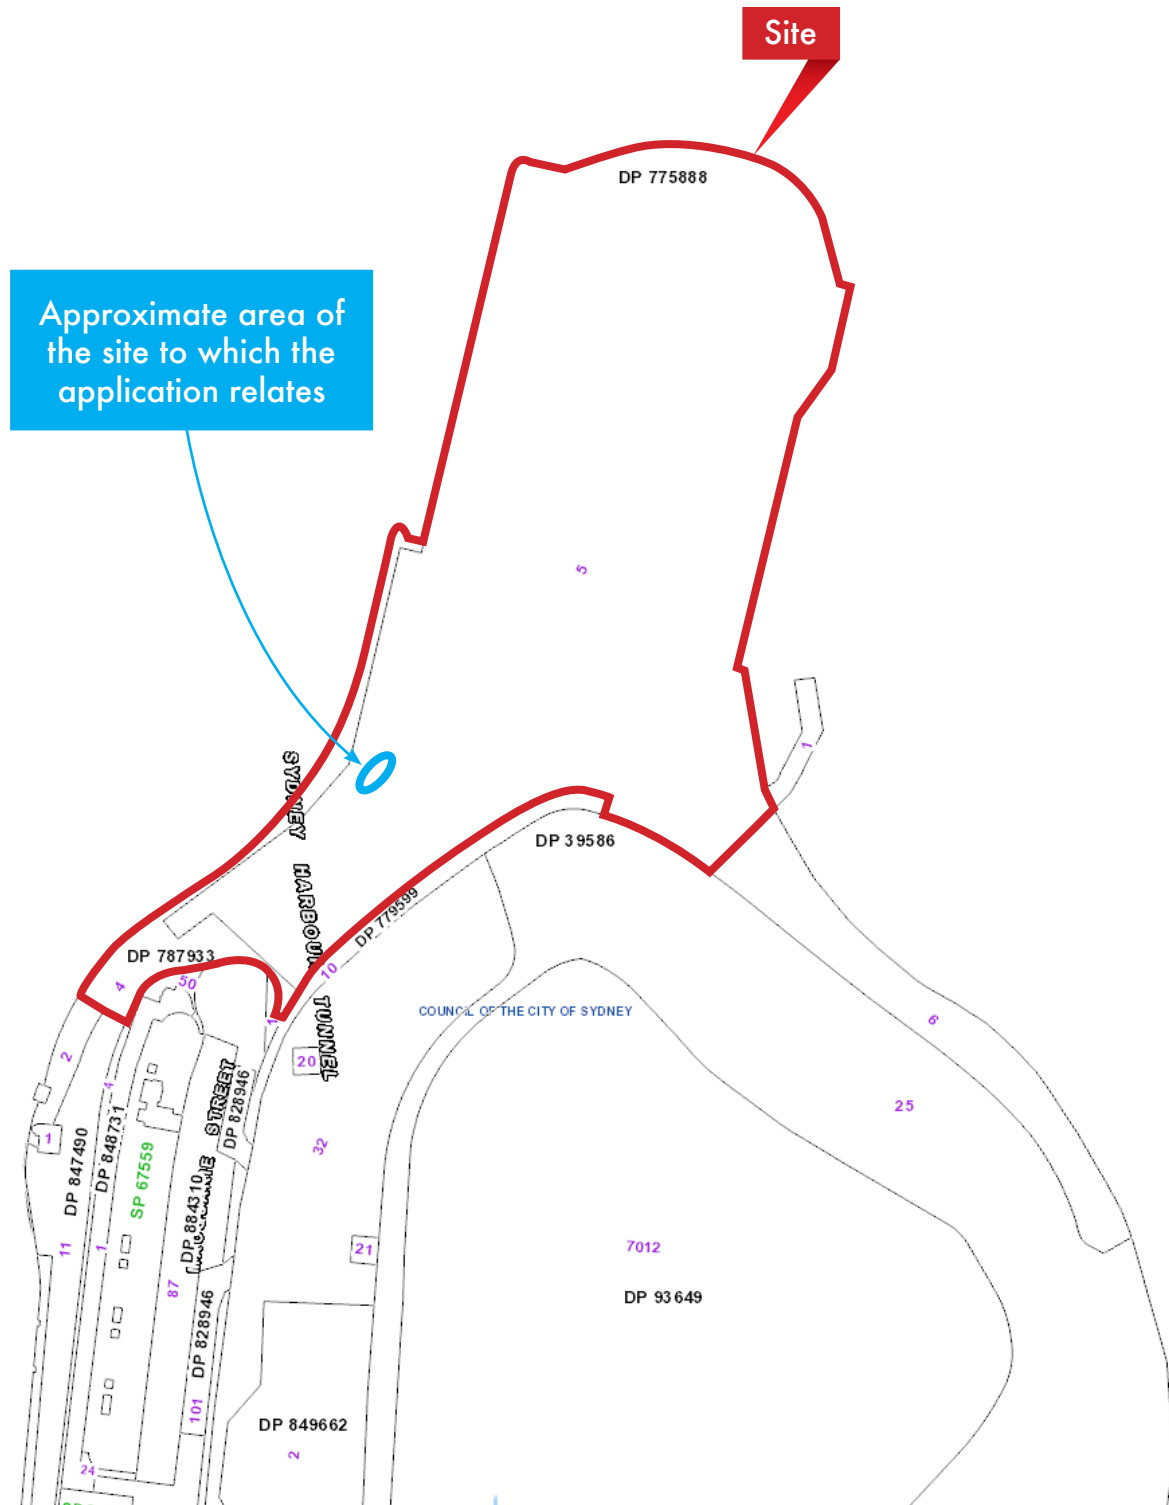 Site
DP 775888
Approximate area of
the site to which the
application relates
5
1
SYDNEY HARBOUR TUNNEL
DP 39586
DP 779599
DP 787933
4
50
10
1
COUNCIL OF THE CITY OF SYDNEY
6
2
20
4
STREET
DP 828946
25
1
DP 847490
DP 848731
SP 67559
32
DP 884310
11
1
21
7012
87
DP 93649
DP 828946
101
DP 849662
2
24